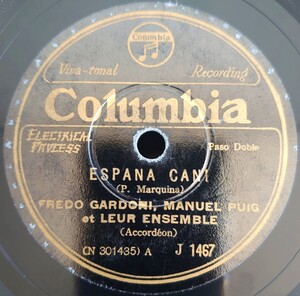 Columbia
Viva-tonal Recording
Columbia
ELECTRICAL PROCESS
Paso Doble
ESPANA CANI
(P. Marquina)
FREDO GARDONI, MANUEL PUIG
et LEUR ENSEMBLE
(Accordéon)
(CN 301435) A J 1467